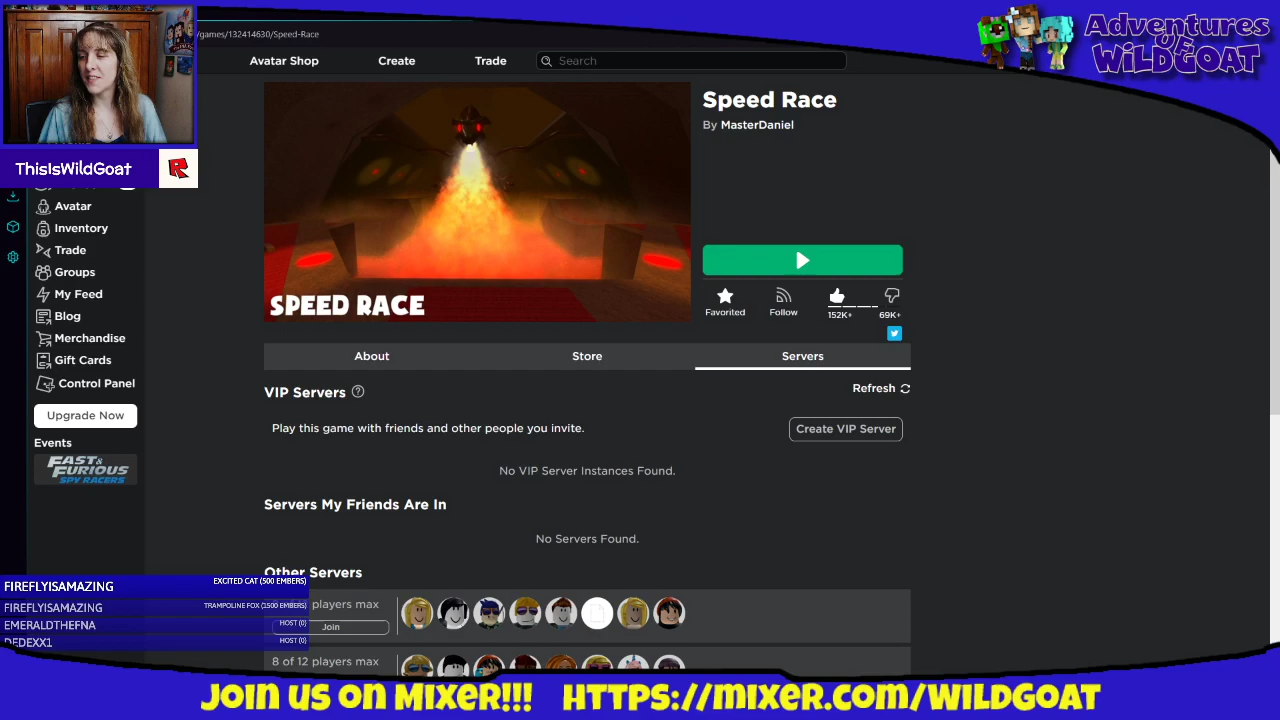 /games/132414630/Speed-Race
Adventures
OF
WILDGOAT
Avatar Shop
Create
Trade
Search
ThisIsWildGoat
Avatar
Inventory
Trade
Groups
My Feed
Blog
Merchandise
Gift Cards
Control Panel
Upgrade Now
Events
FAST & FURIOUS
SPY RACERS
SPEED RACE
Speed Race
By MasterDaniel
Favorited
Follow
152K+
69K+
About
Store
Servers
VIP Servers
Refresh
Play this game with friends and other people you invite.
Create VIP Server
No VIP Server Instances Found.
Servers My Friends Are In
No Servers Found.
Other Servers
players max
Join
8 of 12 players max
FIREFLYISAMAZING EXCITED CAT (500 EMBERS)
FIREFLYISAMAZING TRAMPOLINE FOX (1500 EMBERS)
EMERALDTHEFNA HOST (0)
DEDEXX1 HOST (0)
Join us on Mixer!!! HTTPS://mixer.com/WILDGOAT